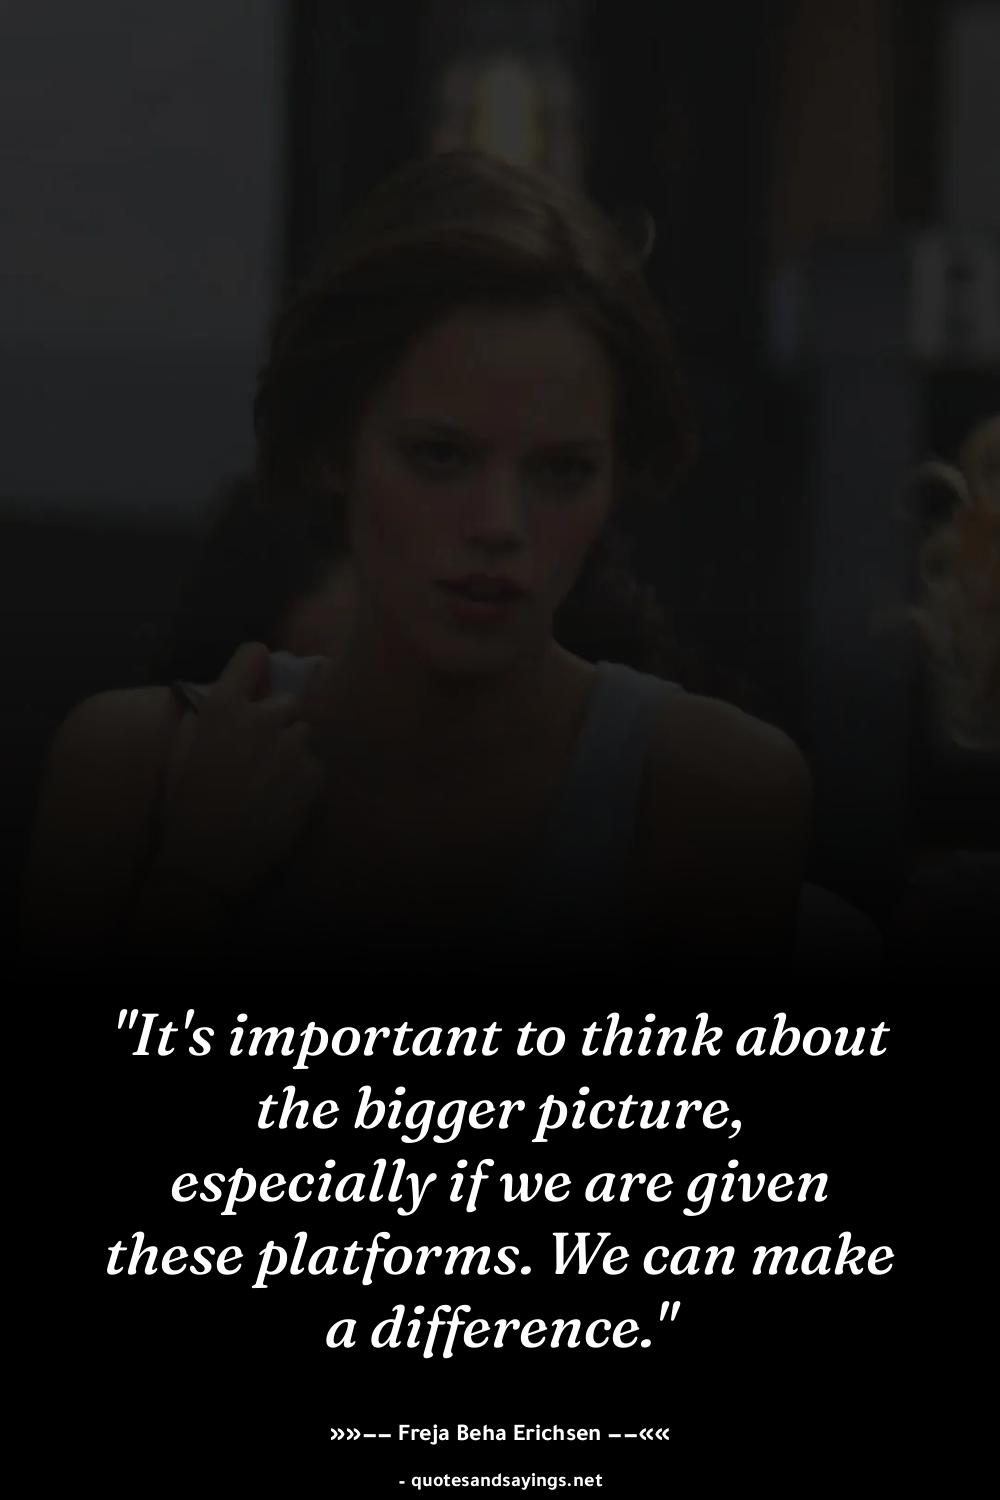 "It's important to think about
the bigger picture,
especially if we are given
these platforms. We can make
a difference."
»»−− Freja Beha Erichsen −−««
- quotesandsayings.net